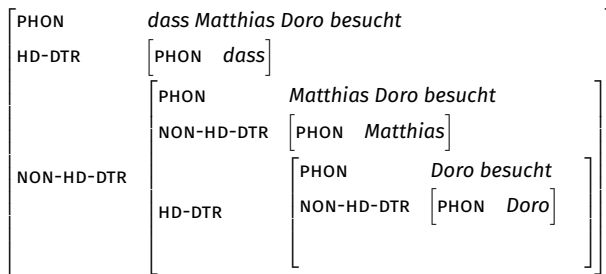 PHON dass Matthias Doro besucht
HD-DTR [PHON dass]
PHON Matthias Doro besucht
NON-HD-DTR [PHON Matthias]
NON-HD-DTR
PHON Doro besucht
HD-DTR
NON-HD-DTR [PHON Doro]